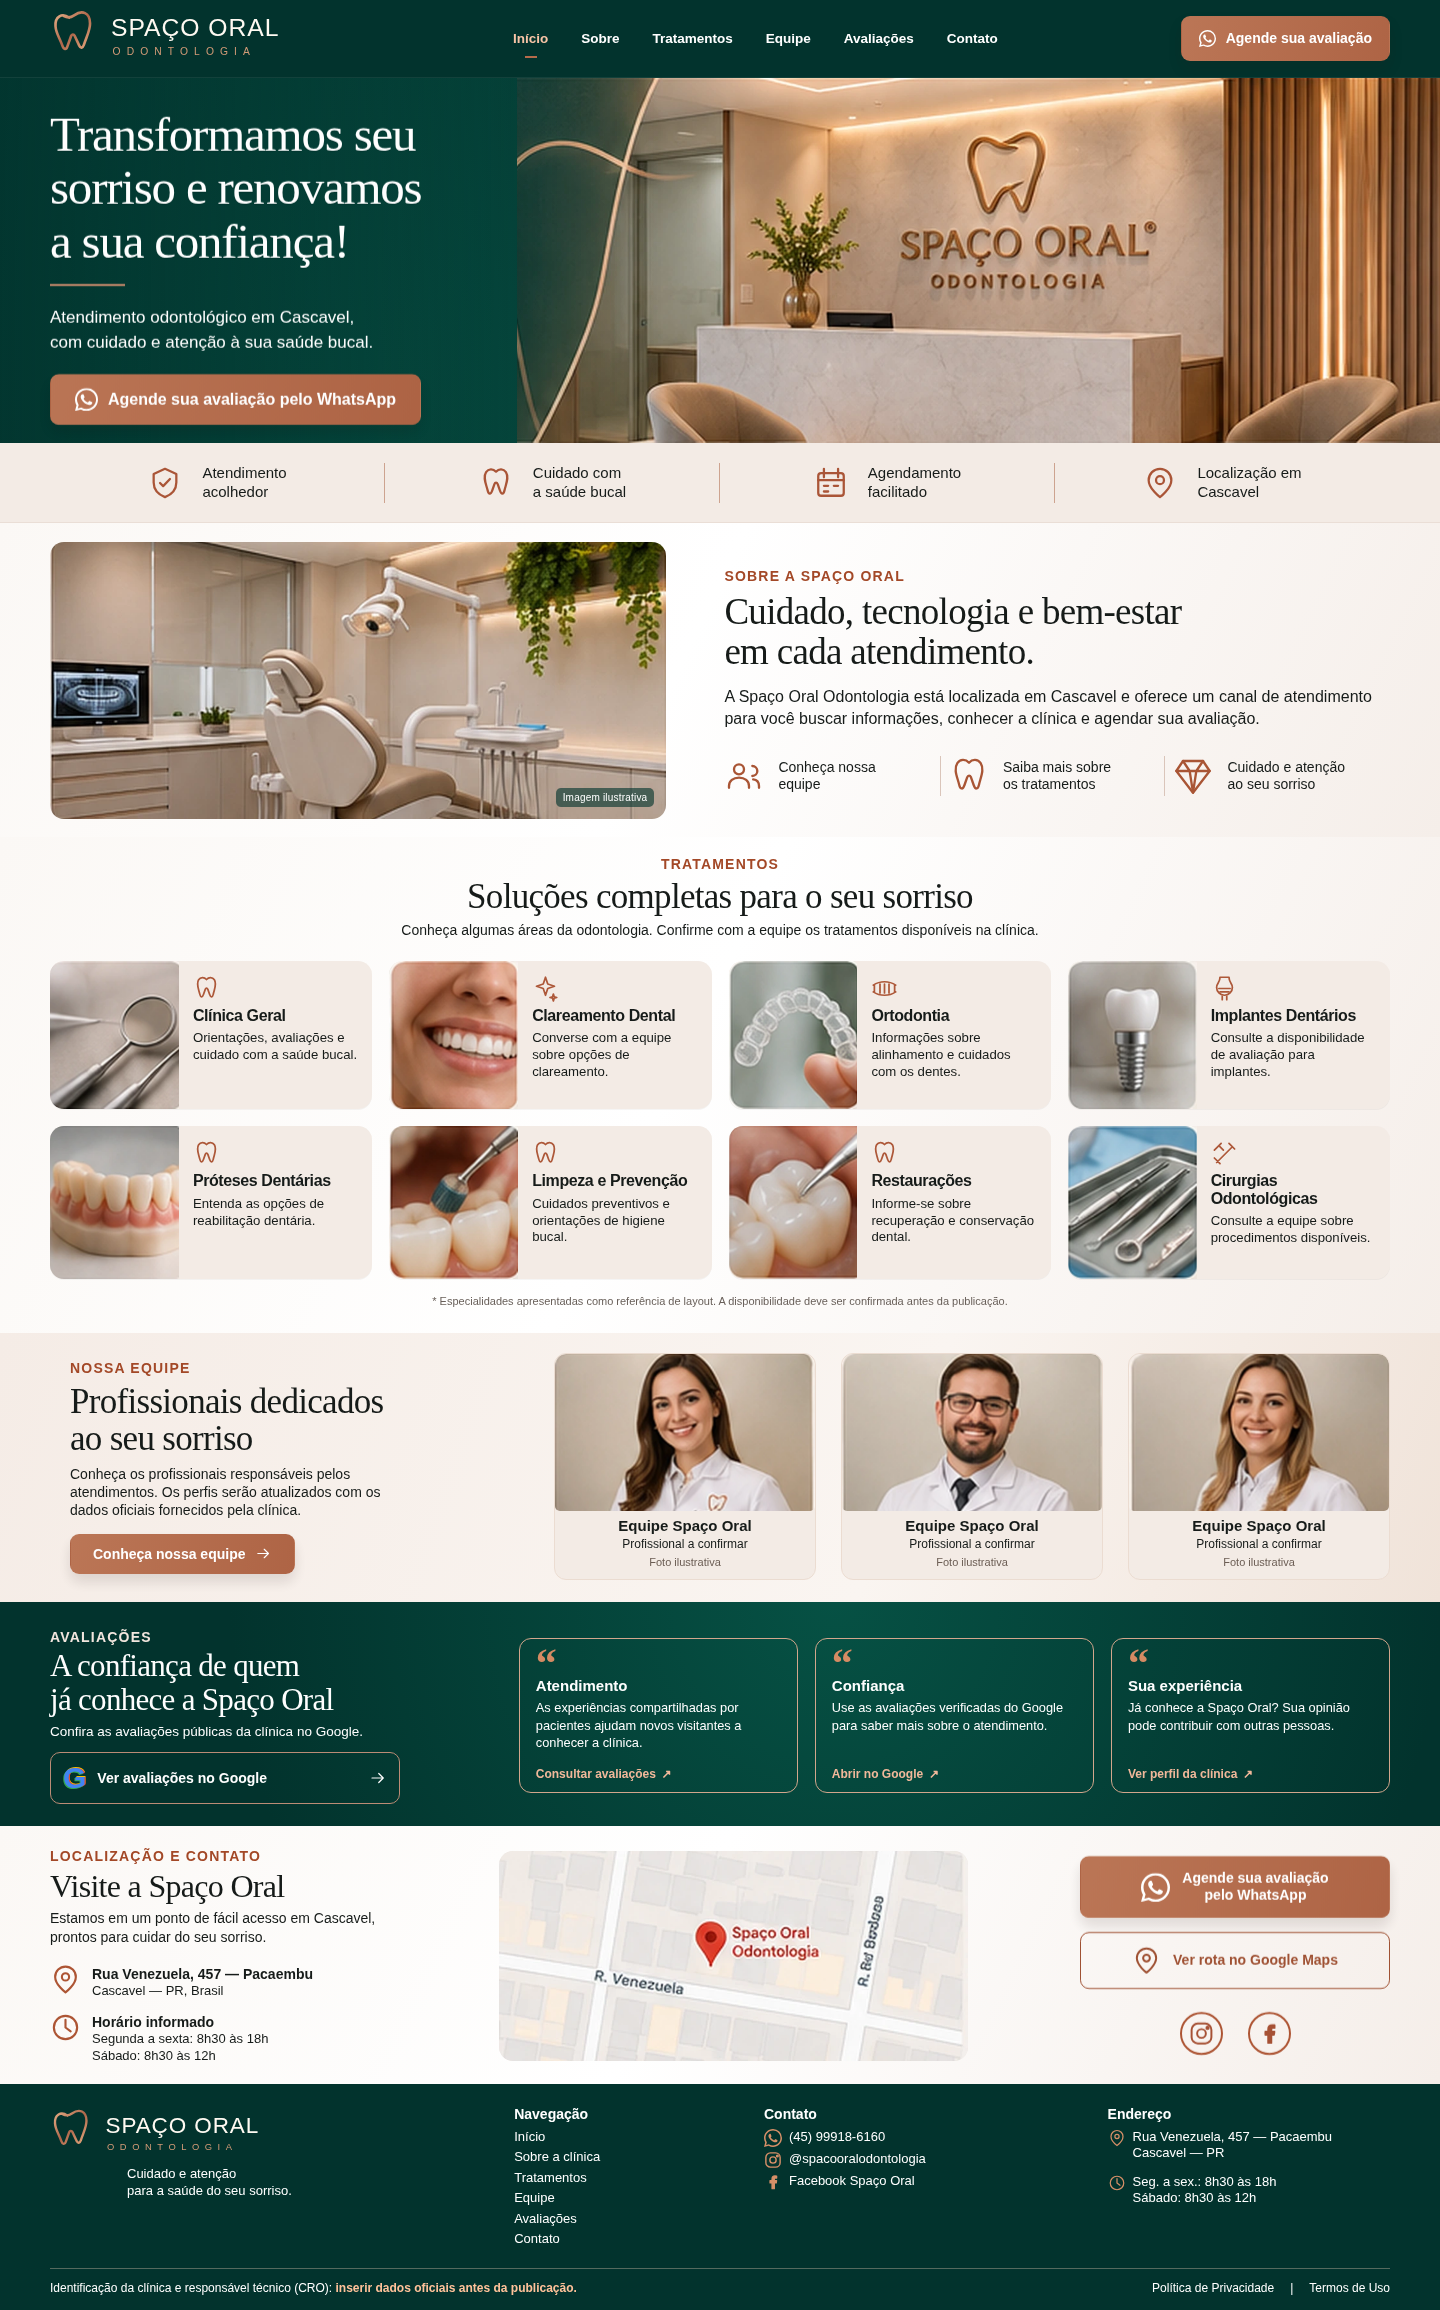 SPAÇO ORAL
ODONTOLOGIA
Início
Sobre
Tratamentos
Equipe
Avaliações
Contato
Agende sua avaliação
Transformamos seu
sorriso e renovamos
a sua confiança!
Atendimento odontológico em Cascavel,
com cuidado e atenção à sua saúde bucal.
Agende sua avaliação pelo WhatsApp
SPAÇO ORAL®
ODONTOLOGIA
Atendimento
acolhedor
Cuidado com
a saúde bucal
Agendamento
facilitado
Localização em
Cascavel
Imagem ilustrativa
SOBRE A SPAÇO ORAL
Cuidado, tecnologia e bem-estar
em cada atendimento.
A Spaço Oral Odontologia está localizada em Cascavel e oferece um canal de atendimento
para você buscar informações, conhecer a clínica e agendar sua avaliação.
Conheça nossa
equipe
Saiba mais sobre
os tratamentos
Cuidado e atenção
ao seu sorriso
TRATAMENTOS
Soluções completas para o seu sorriso
Conheça algumas áreas da odontologia. Confirme com a equipe os tratamentos disponíveis na clínica.
Clínica Geral
Orientações, avaliações e
cuidado com a saúde bucal.
Clareamento Dental
Converse com a equipe
sobre opções de
clareamento.
Ortodontia
Informações sobre
alinhamento e cuidados
com os dentes.
Implantes Dentários
Consulte a disponibilidade
de avaliação para
implantes.
Próteses Dentárias
Entenda as opções de
reabilitação dentária.
Limpeza e Prevenção
Cuidados preventivos e
orientações de higiene
bucal.
Restaurações
Informe-se sobre
recuperação e conservação
dental.
Cirurgias
Odontológicas
Consulte a equipe sobre
procedimentos disponíveis.
* Especialidades apresentadas como referência de layout. A disponibilidade deve ser confirmada antes da publicação.
NOSSA EQUIPE
Profissionais dedicados
ao seu sorriso
Conheça os profissionais responsáveis pelos
atendimentos. Os perfis serão atualizados com os
dados oficiais fornecidos pela clínica.
Conheça nossa equipe →
Equipe Spaço Oral
Profissional a confirmar
Foto ilustrativa
Equipe Spaço Oral
Profissional a confirmar
Foto ilustrativa
Equipe Spaço Oral
Profissional a confirmar
Foto ilustrativa
AVALIAÇÕES
A confiança de quem
já conhece a Spaço Oral
Confira as avaliações públicas da clínica no Google.
G Ver avaliações no Google →
“
Atendimento
As experiências compartilhadas por
pacientes ajudam novos visitantes a
conhecer a clínica.
Consultar avaliações ↗
“
Confiança
Use as avaliações verificadas do Google
para saber mais sobre o atendimento.
Abrir no Google ↗
“
Sua experiência
Já conhece a Spaço Oral? Sua opinião
pode contribuir com outras pessoas.
Ver perfil da clínica ↗
LOCALIZAÇÃO E CONTATO
Visite a Spaço Oral
Estamos em um ponto de fácil acesso em Cascavel,
prontos para cuidar do seu sorriso.
Rua Venezuela, 457 — Pacaembu
Cascavel — PR, Brasil
Horário informado
Segunda a sexta: 8h30 às 18h
Sábado: 8h30 às 12h
Spaço Oral
Odontologia
R. Venezuela
Agende sua avaliação
pelo WhatsApp
Ver rota no Google Maps
SPAÇO ORAL
ODONTOLOGIA
Cuidado e atenção
para a saúde do seu sorriso.
Navegação
Início
Sobre a clínica
Tratamentos
Equipe
Avaliações
Contato
Contato
(45) 99918-6160
@spacooralodontologia
Facebook Spaço Oral
Endereço
Rua Venezuela, 457 — Pacaembu
Cascavel — PR
Seg. a sex.: 8h30 às 18h
Sábado: 8h30 às 12h
Identificação da clínica e responsável técnico (CRO): inserir dados oficiais antes da publicação.
Política de Privacidade | Termos de Uso